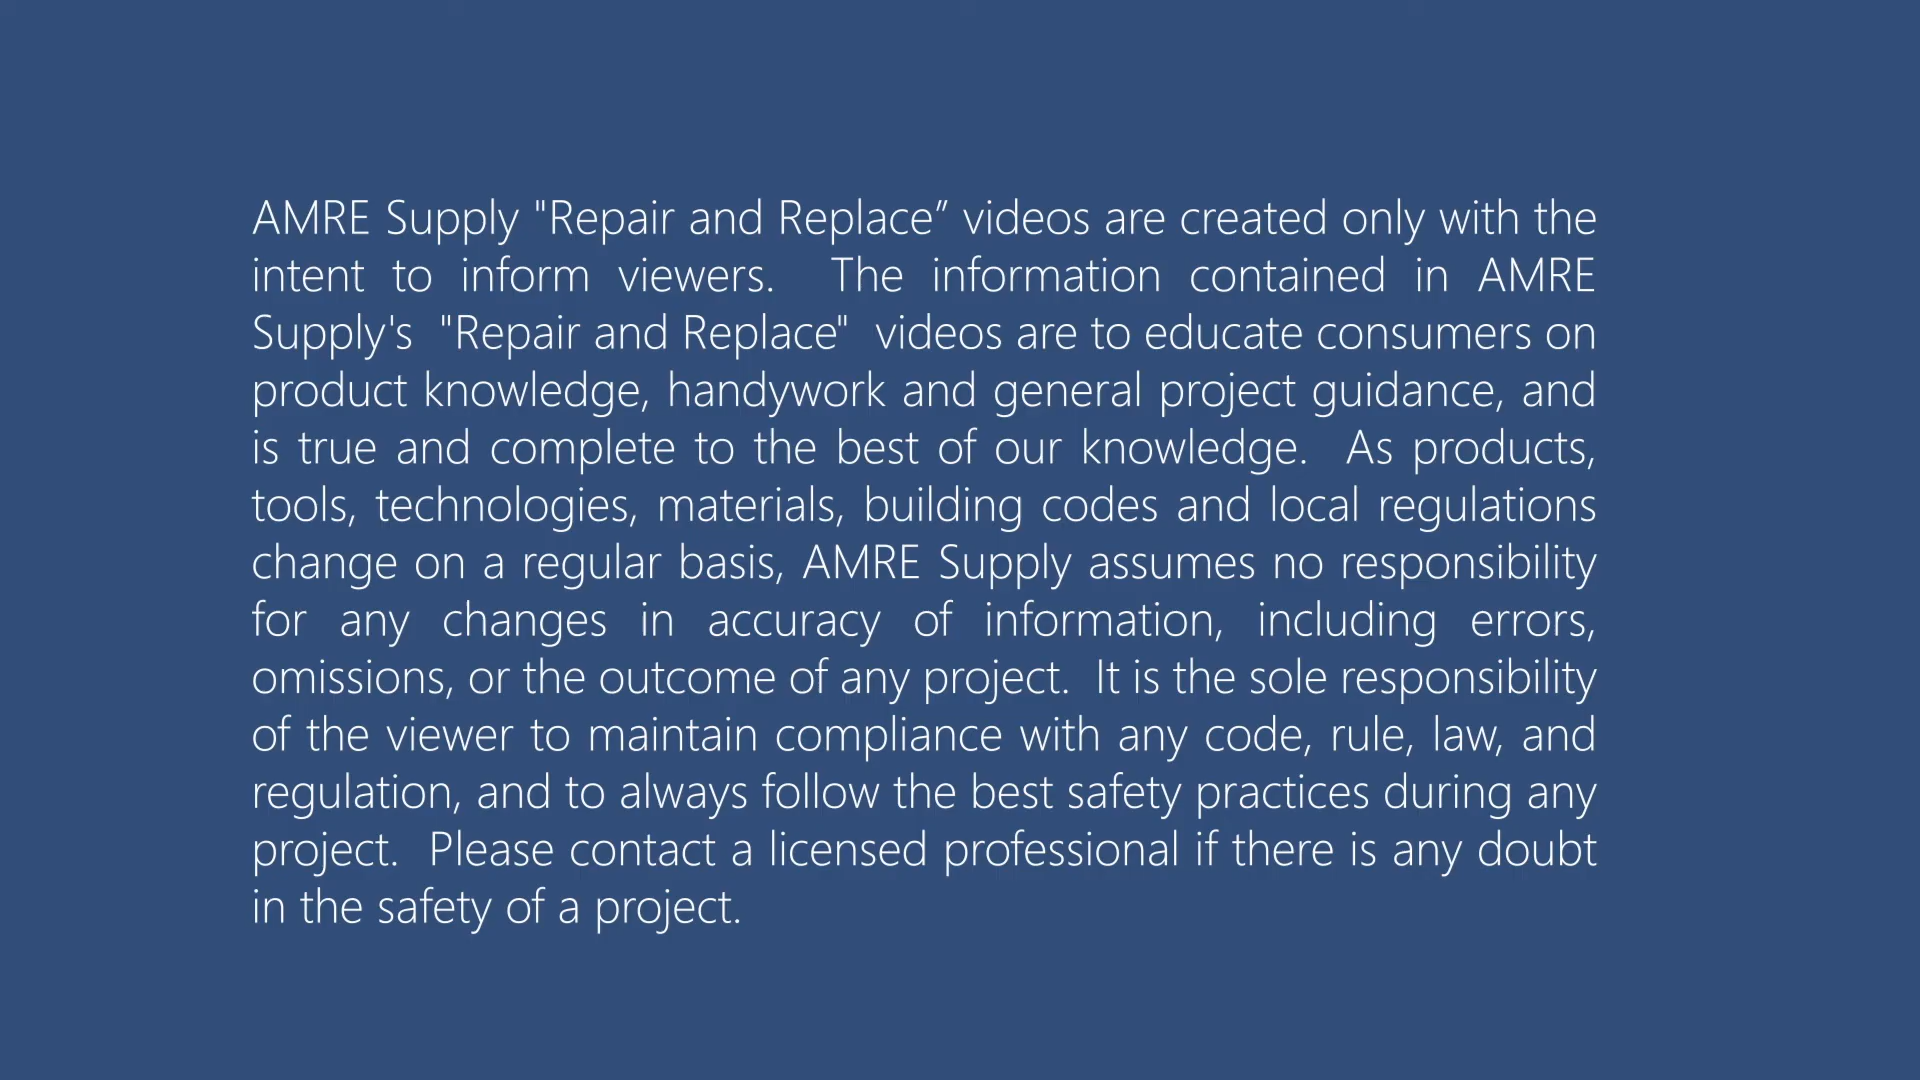 AMRE Supply "Repair and Replace” videos are created only with the
intent to inform viewers.  The information contained in AMRE
Supply's  "Repair and Replace"  videos are to educate consumers on
product knowledge, handywork and general project guidance, and
is true and complete to the best of our knowledge.  As products,
tools, technologies, materials, building codes and local regulations
change on a regular basis, AMRE Supply assumes no responsibility
for any changes in accuracy of information, including errors,
omissions, or the outcome of any project.  It is the sole responsibility
of the viewer to maintain compliance with any code, rule, law, and
regulation, and to always follow the best safety practices during any
project.  Please contact a licensed professional if there is any doubt
in the safety of a project.